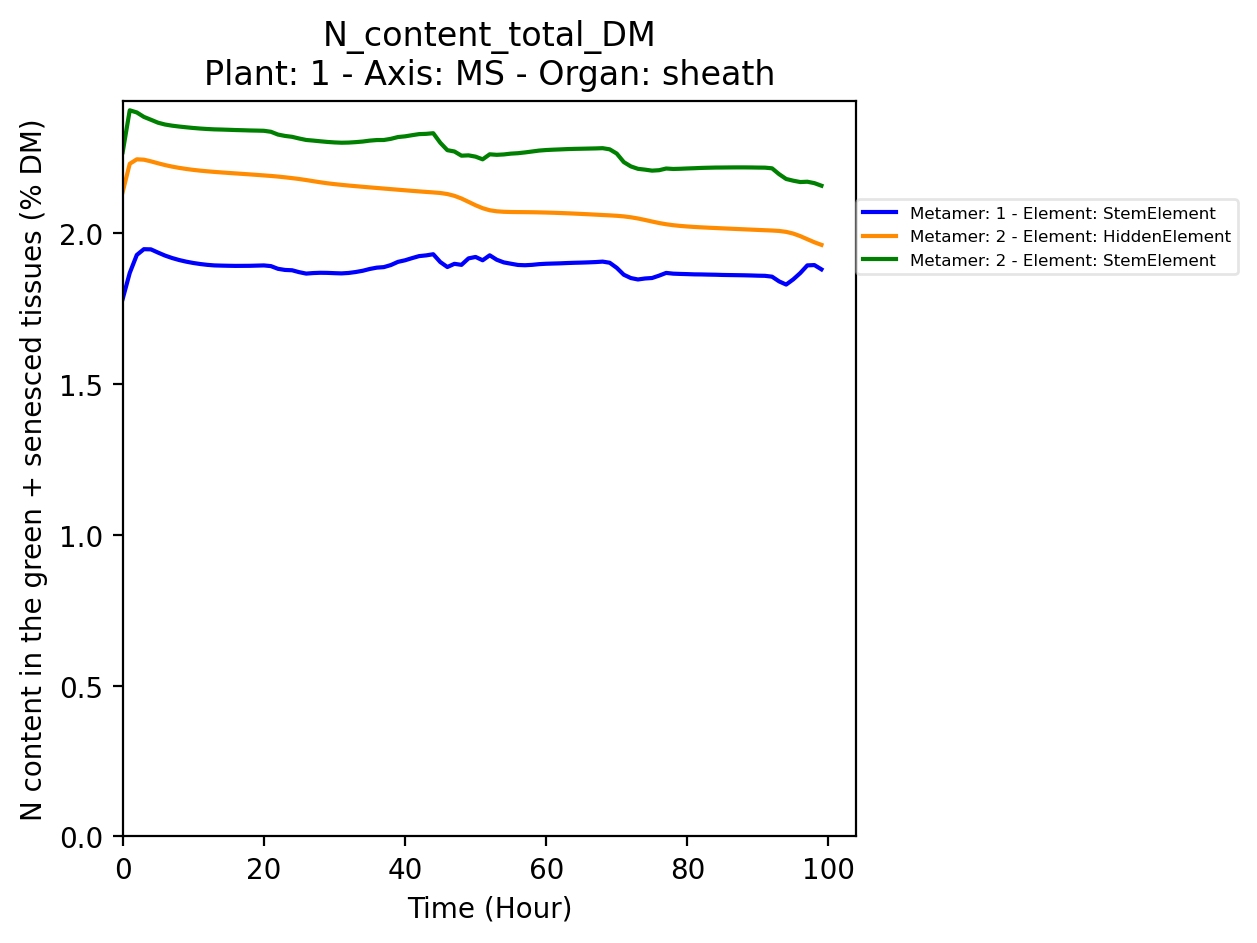 N_content_total_DM
Plant: 1 - Axis: MS - Organ: sheath
N content in the green + senesced tissues (% DM)
2.0
1.5
1.0
0.5
0.0
0
20
40
60
80
100
Time (Hour)
Metamer: 1 - Element: StemElement
Metamer: 2 - Element: HiddenElement
Metamer: 2 - Element: StemElement